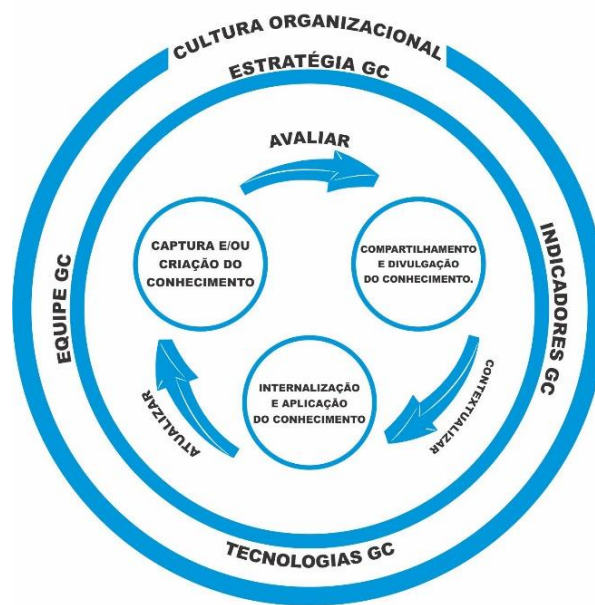 CULTURA ORGANIZACIONAL
ESTRATÉGIA GC
AVALIAR
CAPTURA E/OU
CRIAÇÃO DO
CONHECIMENTO
COMPARTILHAMENTO
E DIVULGAÇÃO
DO CONHECIMENTO.
EQUIPE GC
INDICADORES GC
INTERNALIZAÇÃO
E APLICAÇÃO
DO CONHECIMENTO
ATUALIZAR
CONTEXTUALIZAR
TECNOLOGIAS GC